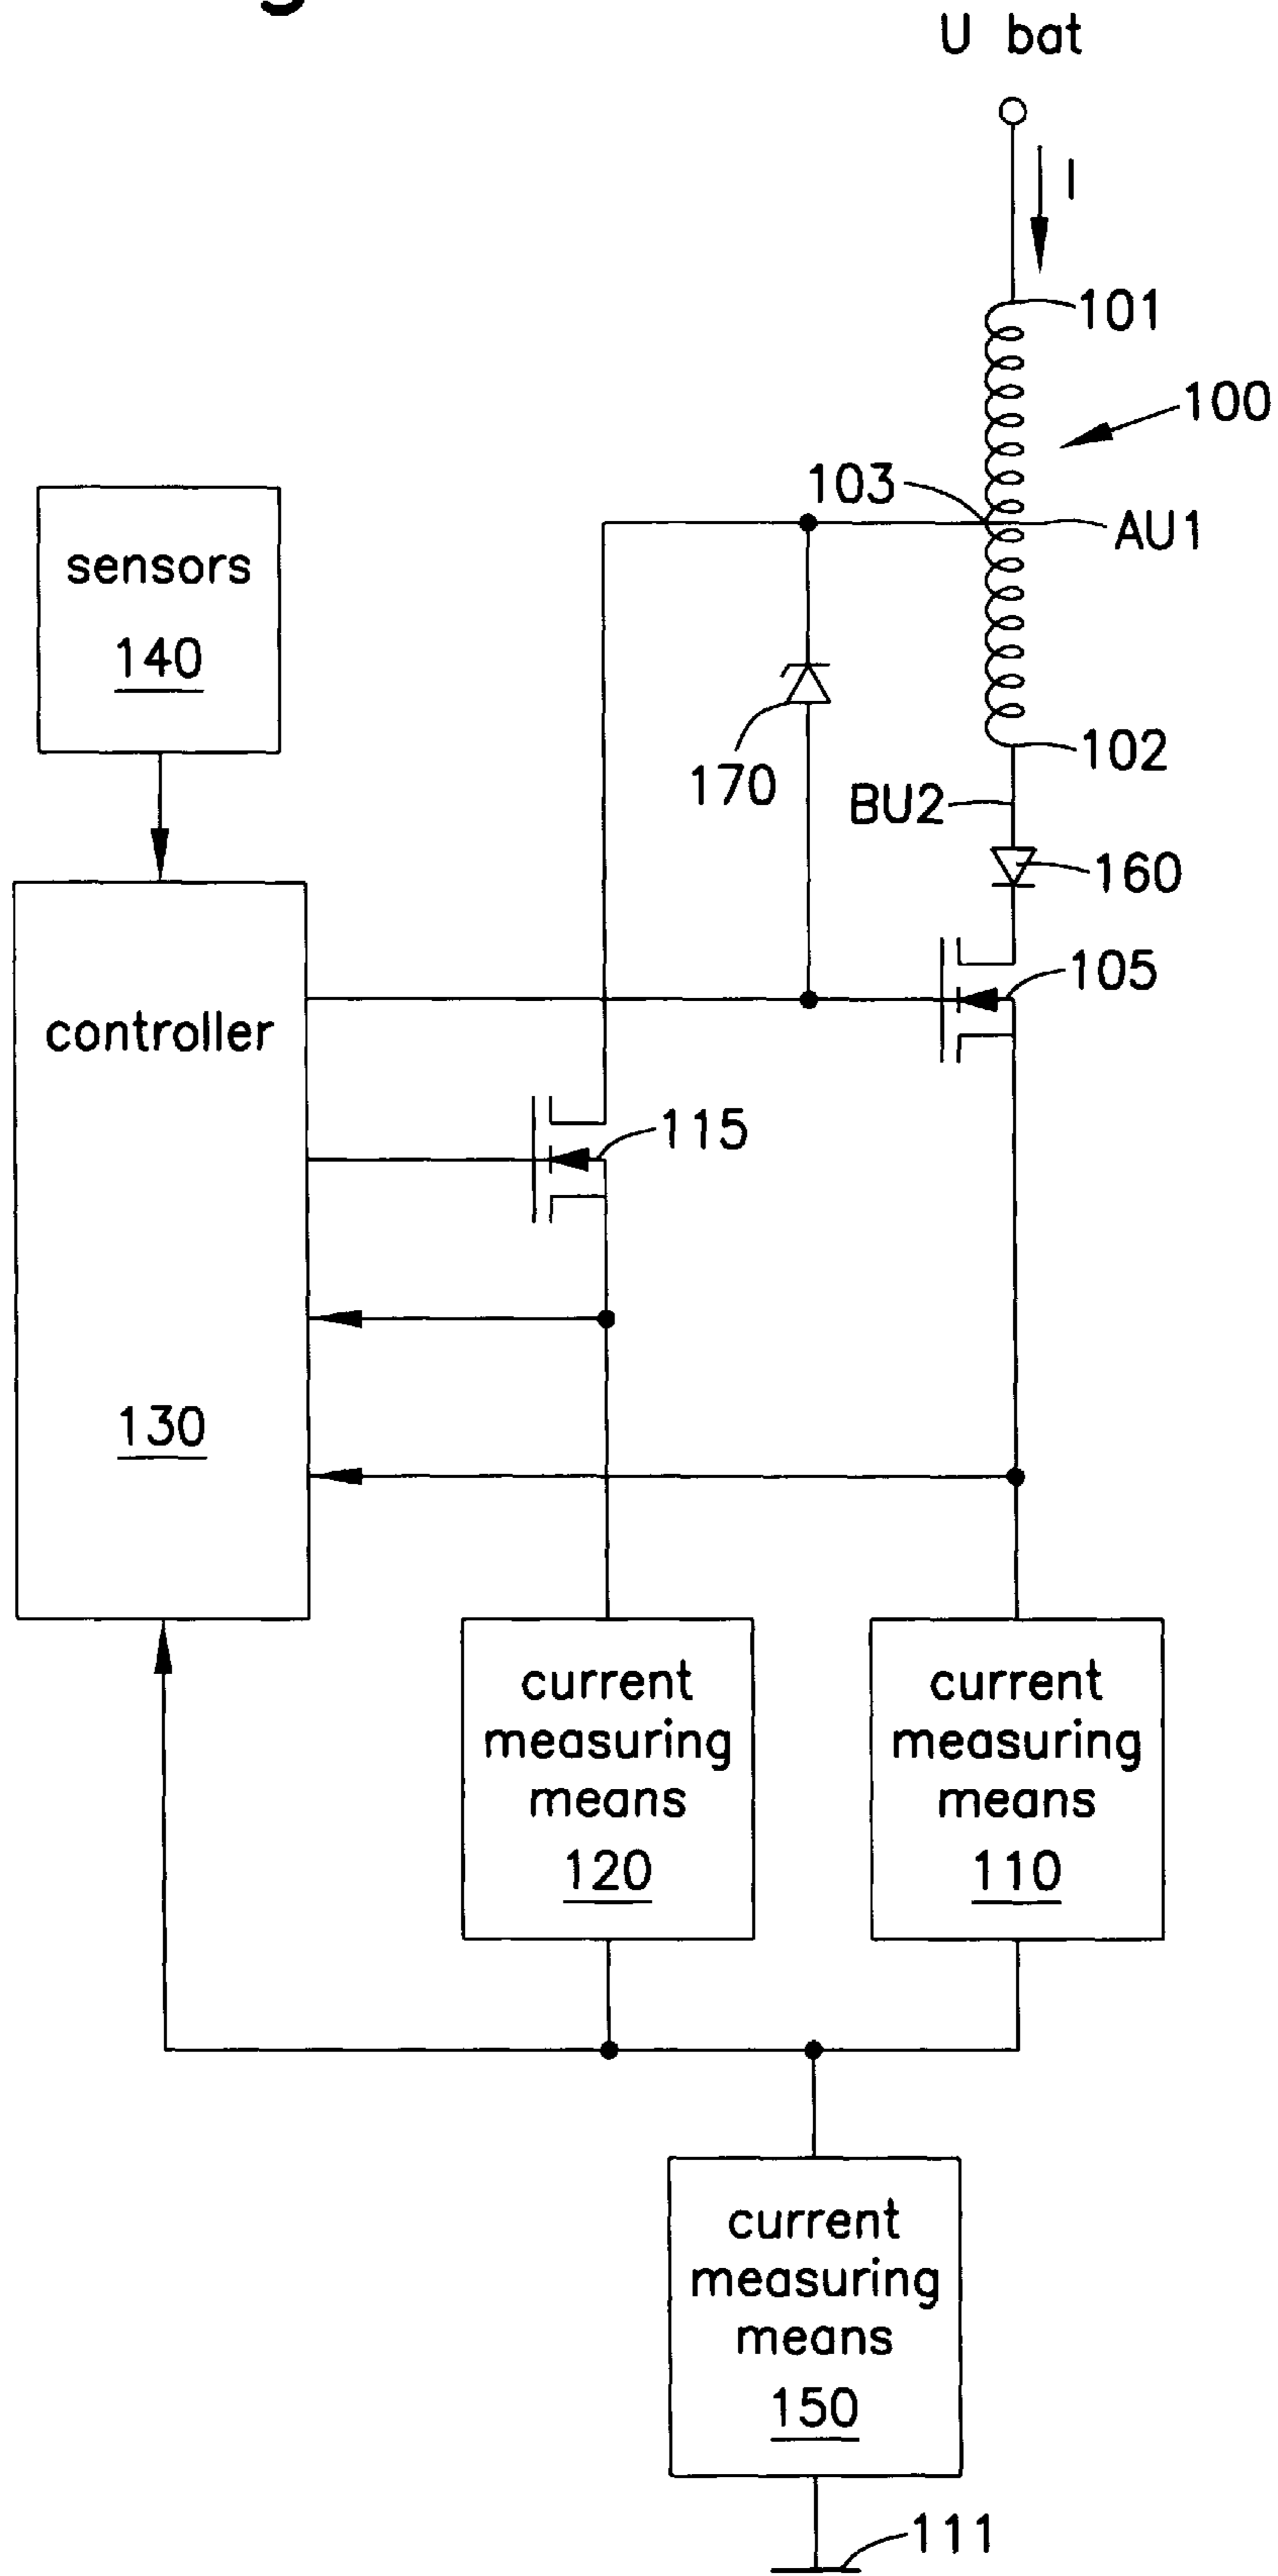 U bat
I
101
100
103
AU1
sensors
140
170
102
BU2
160
105
controller
115
130
current
measuring
means
120
current
measuring
means
110
current
measuring
means
150
111